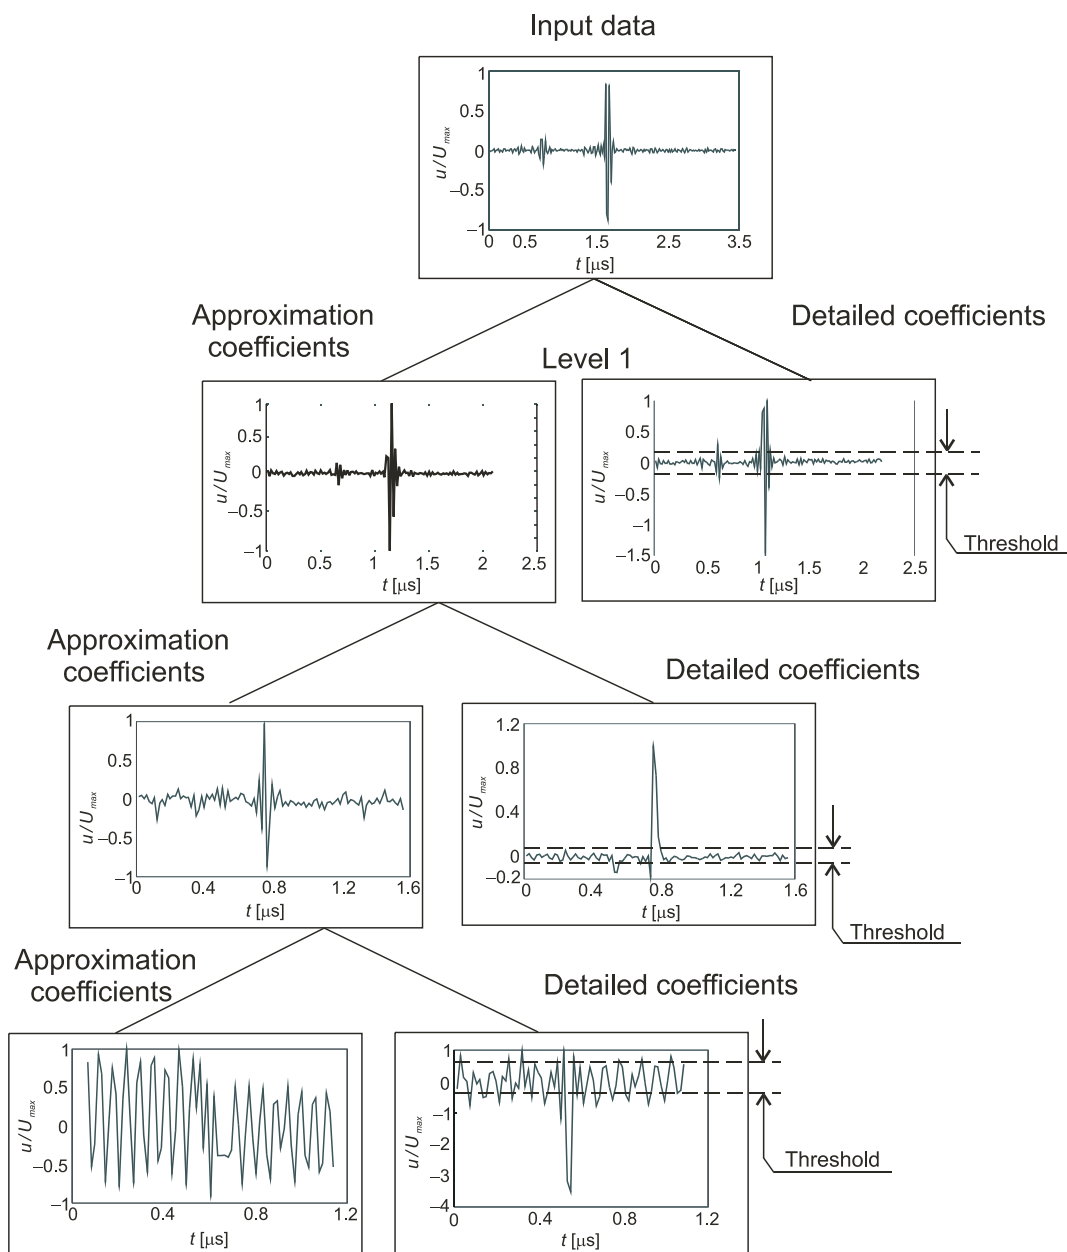 Input data
1
0.5
0
−0.5
−1
u/Umax
0 0.5 1.5 2.5 3.5
t [μs]
Approximation
coefficients
Detailed coefficients
Level 1
1
0.5
0
−0.5
−1
u/Umax
0 0.5 1 1.5 2 2.5
t [μs]
1
0.5
0
−0.5
−1
−1.5
u/Umax
0 0.5 1 1.5 2 2.5
t [μs]
Threshold
Approximation
coefficients
Detailed coefficients
1
0.5
0
−0.5
−1
u/Umax
0 0.4 0.8 1.2 1.6
t [μs]
1.2
0.8
0.4
0
−0.2
u/Umax
0 0.4 0.8 1.2 1.6
t [μs]
Threshold
Approximation
coefficients
Detailed coefficients
1
0.5
0
−0.5
−1
u/Umax
0 0.4 0.8 1.2
t [μs]
1
0
−1
−2
−3
−4
u/Umax
0 0.4 0.8 1.2
t [μs]
Threshold